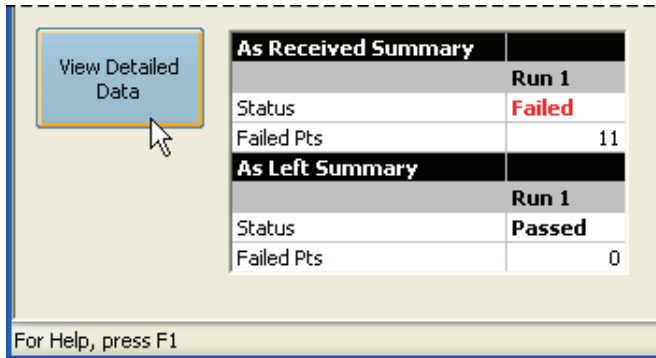 View Detailed
Data
As Received Summary
Run 1
Status Failed
Failed Pts 11
As Left Summary
Run 1
Status Passed
Failed Pts 0
For Help, press F1